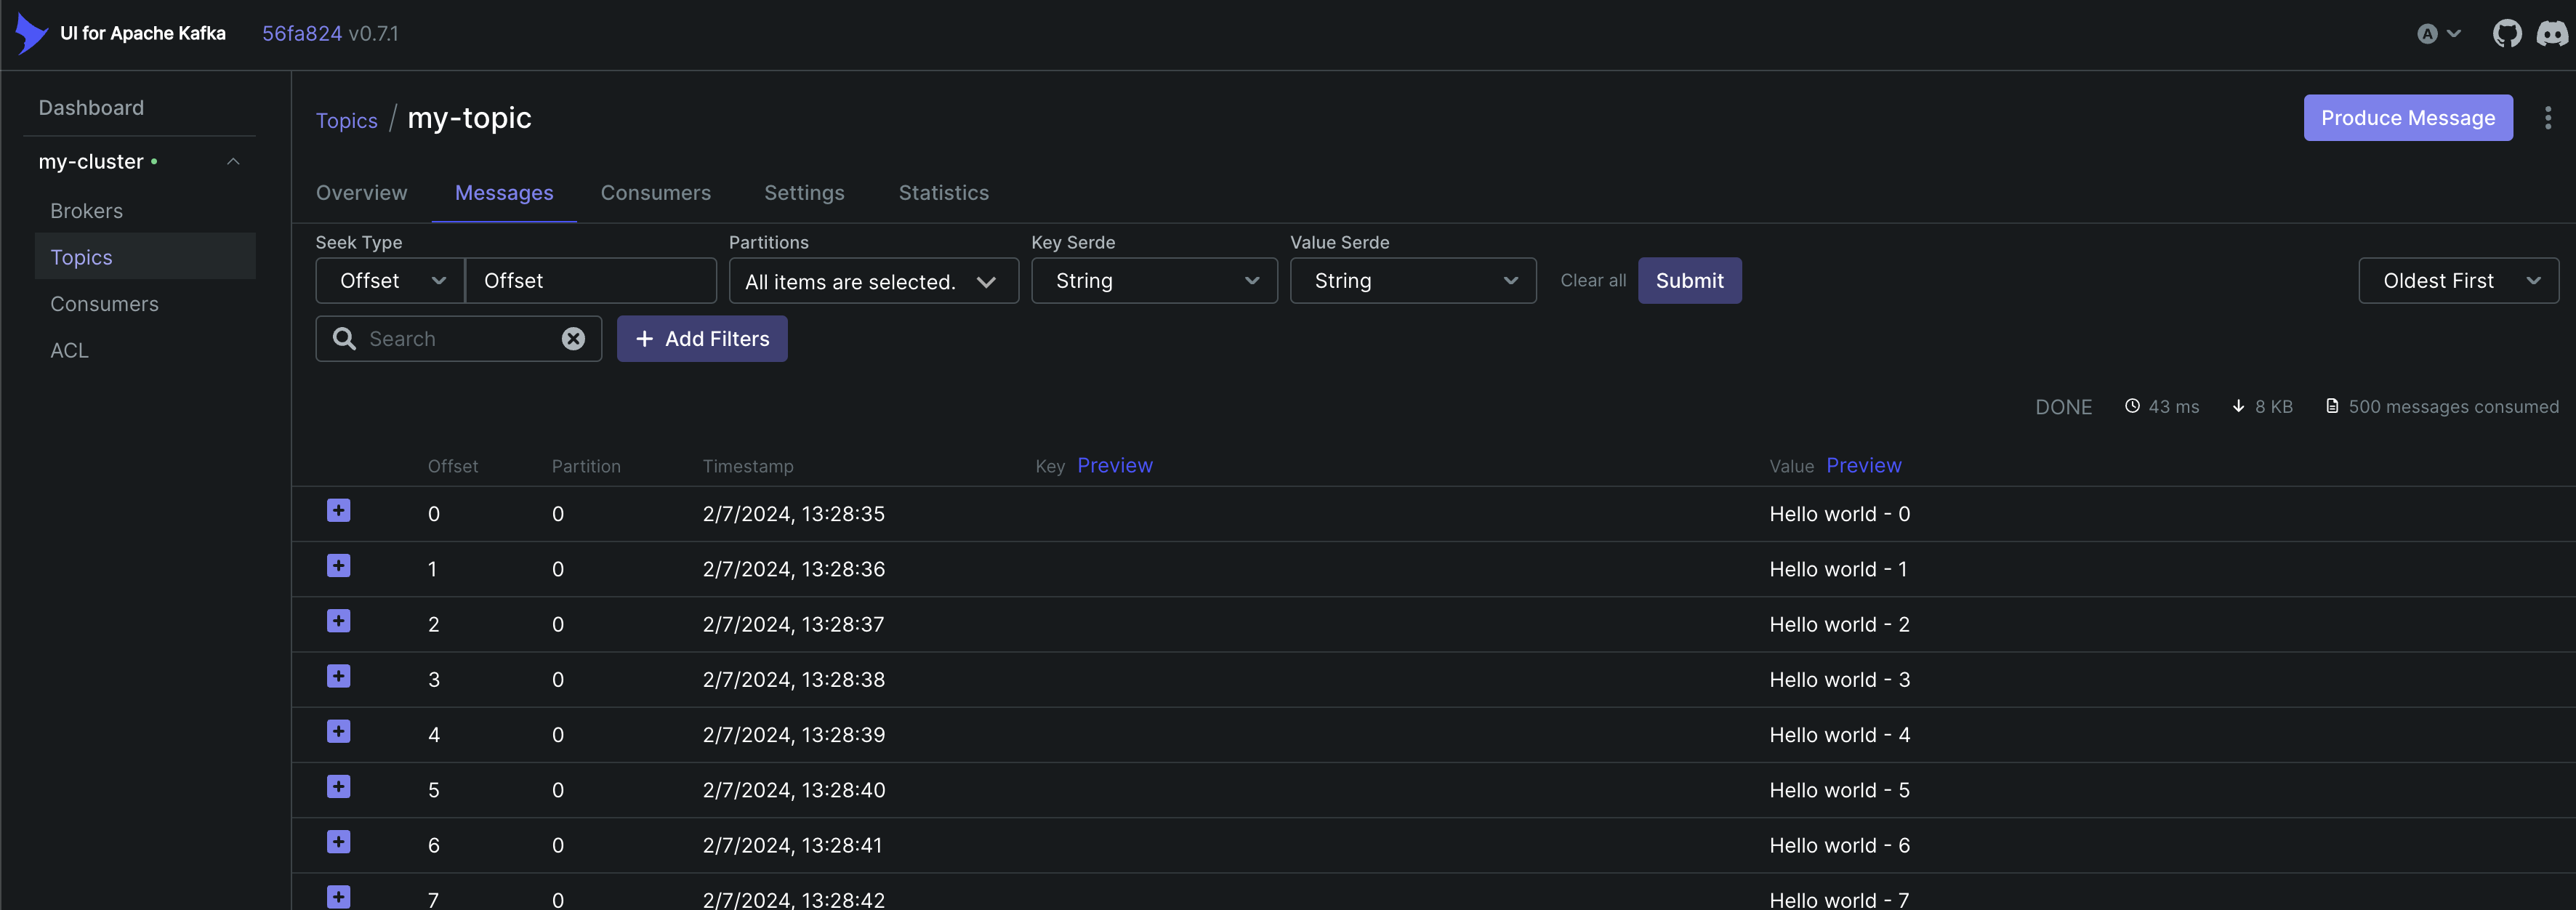 UI for Apache Kafka 56fa824 v0.7.1 A
Dashboard
my-cluster
Brokers
Topics
Consumers
ACL
Topics / my-topic Produce Message
Overview Messages Consumers Settings Statistics
Seek Type Partitions Key Serde Value Serde
Offset Offset All items are selected. String String Clear all Submit Oldest First
Search + Add Filters
DONE 43 ms 8 KB 500 messages consumed
Offset Partition Timestamp Key Preview Value Preview
0 0 2/7/2024, 13:28:35 Hello world - 0
1 0 2/7/2024, 13:28:36 Hello world - 1
2 0 2/7/2024, 13:28:37 Hello world - 2
3 0 2/7/2024, 13:28:38 Hello world - 3
4 0 2/7/2024, 13:28:39 Hello world - 4
5 0 2/7/2024, 13:28:40 Hello world - 5
6 0 2/7/2024, 13:28:41 Hello world - 6
7 0 2/7/2024, 13:28:42 Hello world - 7